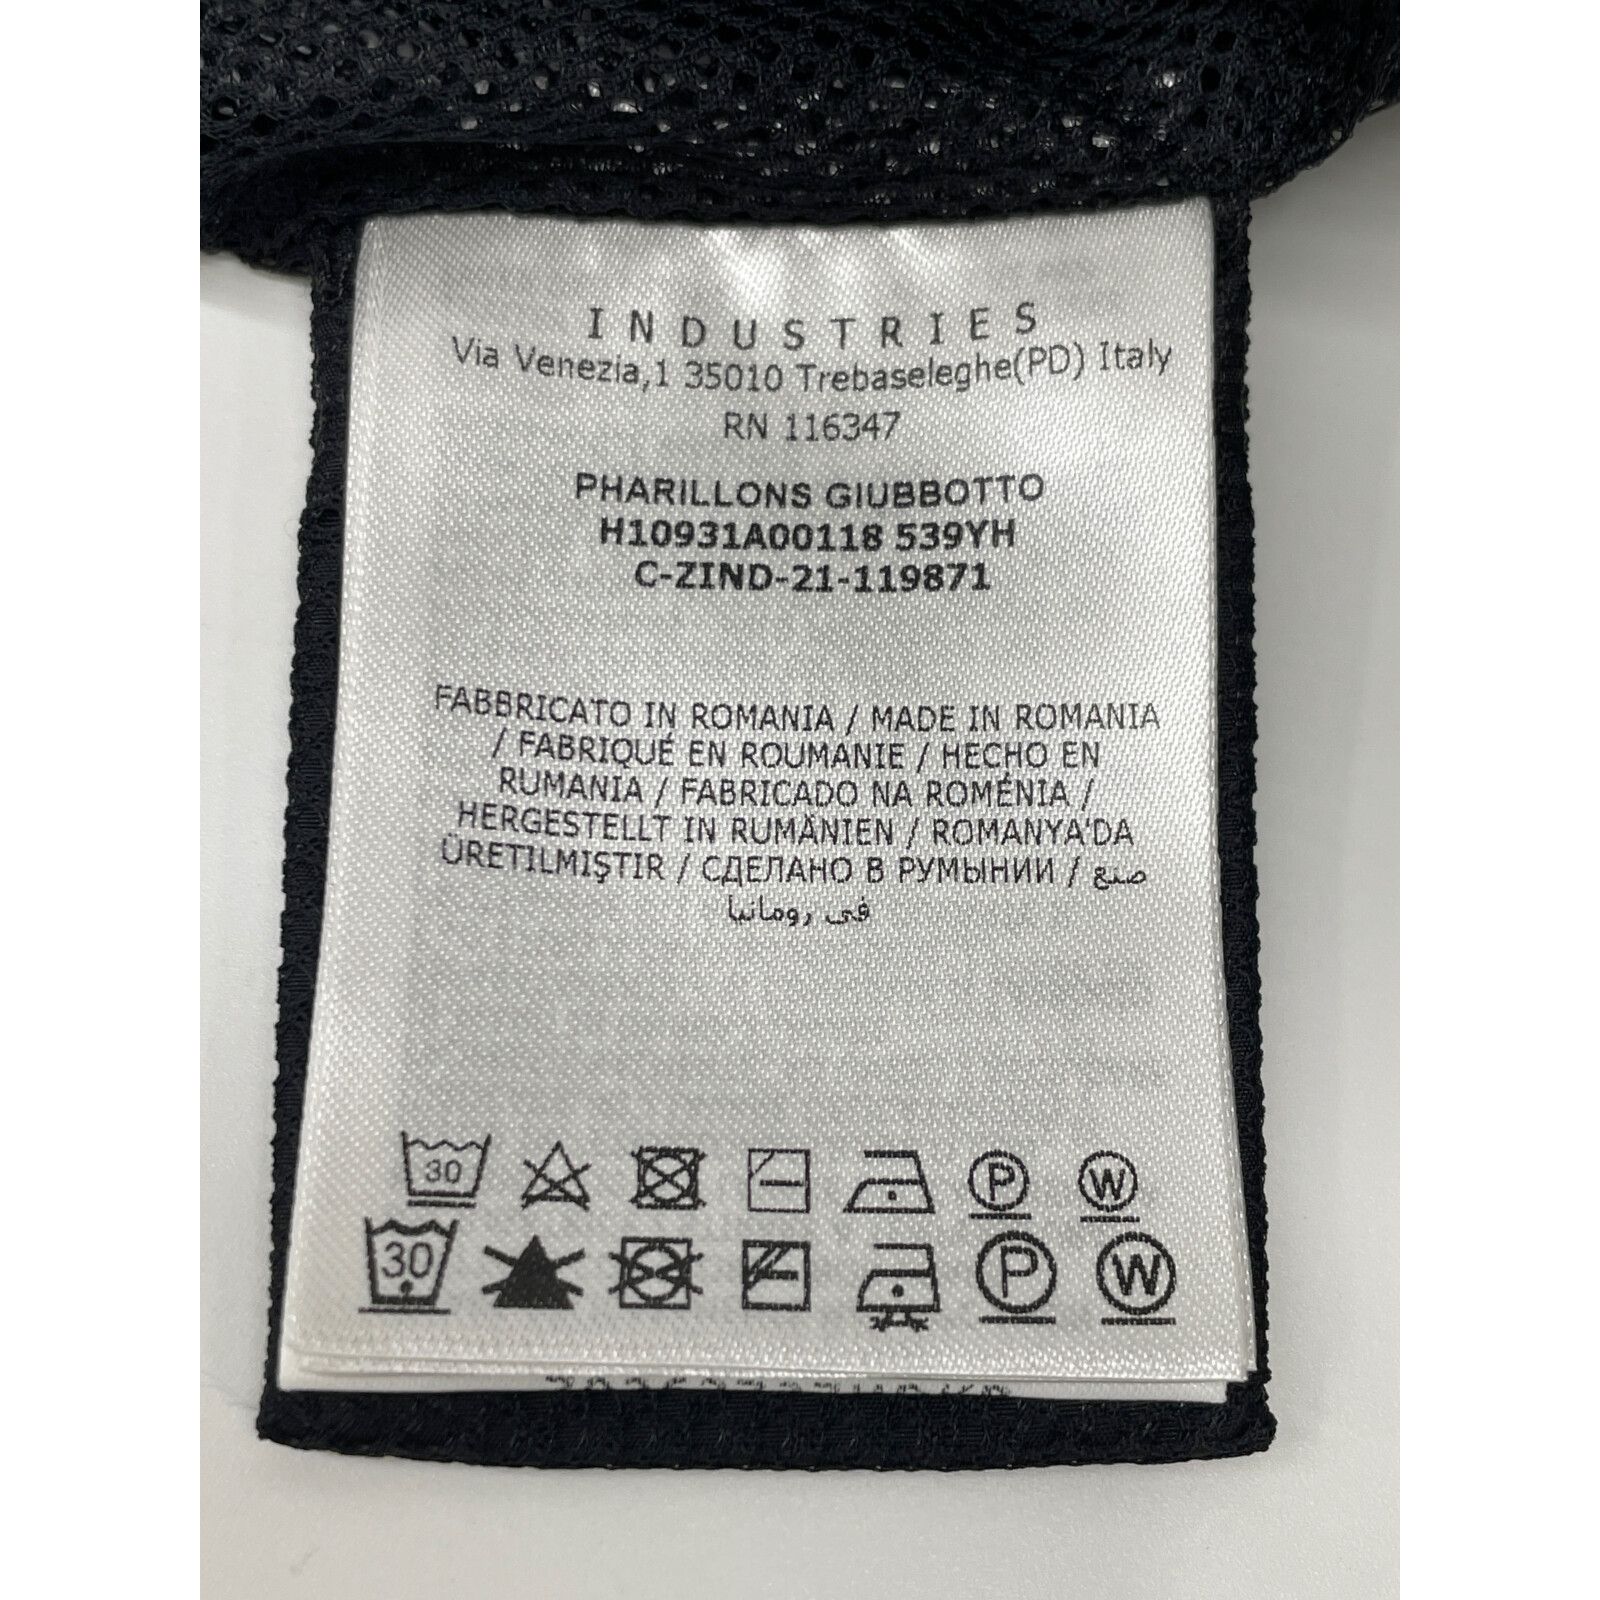 INDUSTRIES
Via Venezia,1 35010 Trebaseleghe(PD) Italy
RN 116347
PHARILLONS GIUBBOTTO
H10931A00118 539YH
C-ZIND-21-119871
FABBRICATO IN ROMANIA / MADE IN ROMANIA
/ FABRIQUÉ EN ROUMANIE / HECHO EN
RUMANIA / FABRICADO NA ROMÉNIA /
HERGESTELLT IN RUMÄNIEN / ROMANYA'DA
ÜRETILMIŞTIR / СДЕЛАНО В РУМЫНИИ / صنع
في رومانيا
30 P W
30 P W